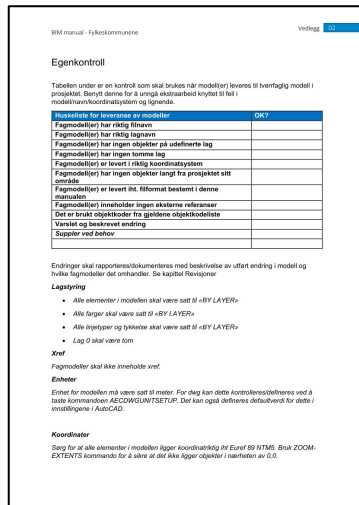 BIM manual - Fylkeskommunene
Vedlegg 02
Egenkontroll
Tabellen under er en kontroll som skal brukes når modell(er) leveres til tverrfaglig modell i
prosjektet. Benytt denne for å unngå ekstraarbeid knyttet til feil i
modell/navn/koordinatsystem og lignende.
Huskeliste for leveranse av modeller OK?
Fagmodell(er) har riktig filnavn
Fagmodell(er) har riktig lagnavn
Fagmodell(er) har ingen objekter på udefinerte lag
Fagmodell(er) har ingen tomme lag
Fagmodell(er) er levert i riktig koordinatsystem
Fagmodell(er) har ingen objekter langt fra prosjektet sitt
område
Fagmodell(er) er levert iht. filformat bestemt i denne
manualen
Fagmodell(er) inneholder ingen eksterne referanser
Det er brukt objektkoder fra gjeldene objektkodeliste
Varslet og beskrevet endring
Suppler ved behov
Endringer skal rapporteres/dokumenteres med beskrivelse av utført endring i modell og
hvilke fagmodeller det omhandler. Se kapittel Revisjoner
Lagstyring
• Alle elementer i modellen skal være satt til «BY LAYER»
• Alle farger skal være satt til «BY LAYER»
• Alle linjetyper og tykkelse skal være satt til «BY LAYER»
• Lag 0 skal være tom
Xref
Fagmodeller skal ikke inneholde xref.
Enheter
Enhet for modellen må være satt til meter. For dwg kan dette kontrolleres/defineres ved å
taste kommandoen AECDWGUNITSETUP. Det kan også defineres defaultverdi for dette i
innstillingene i AutoCAD.
Koordinater
Sørg for at alle elementer i modellen ligger koordinatriktig iht Euref 89 NTM5. Bruk ZOOM-
EXTENTS kommando for å sikre at det ikke ligger objekter i nærheten av 0,0.